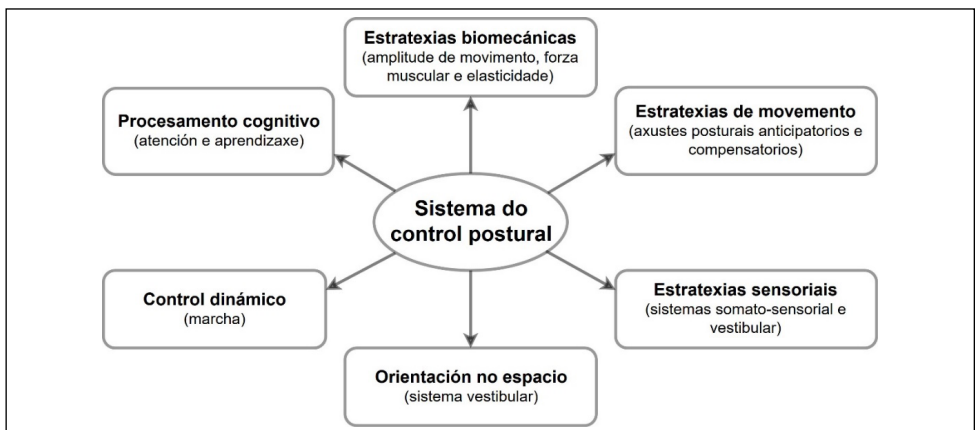 Estratexias biomecánicas
(amplitude de movimento, forza
muscular e elasticidade)
Procesamento cognitivo
(atención e aprendizaxe)
Estratexias de movemento
(axustes posturais anticipatorios e
compensatorios)
Sistema do
control postural
Control dinámico
(marcha)
Estratexias sensoriais
(sistemas somato-sensorial e
vestibular)
Orientación no espacio
(sistema vestibular)